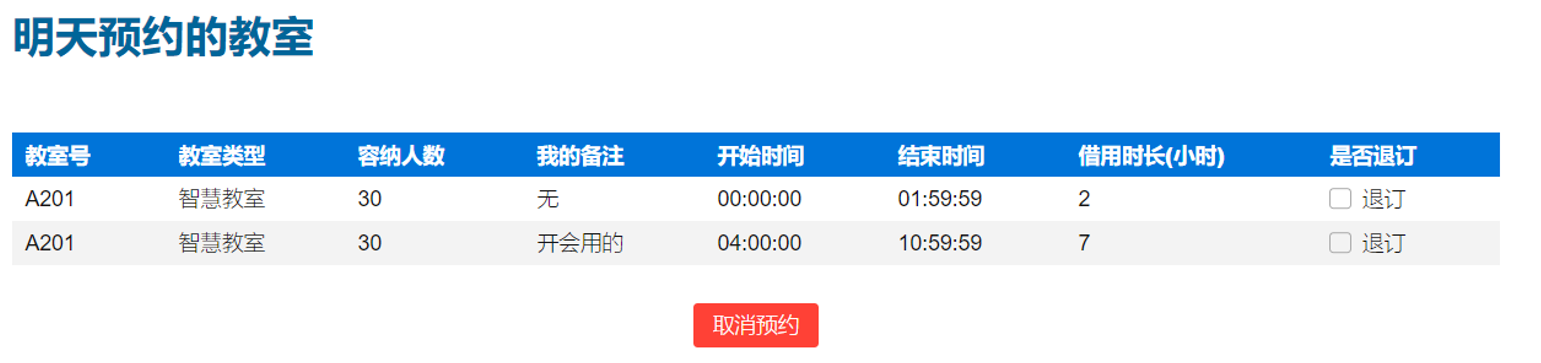 明天预约的教室
教室号 教室类型 容纳人数 我的备注 开始时间 结束时间 借用时长(小时) 是否退订
A201 智慧教室 30 无 00:00:00 01:59:59 2 退订
A201 智慧教室 30 开会用的 04:00:00 10:59:59 7 退订
取消预约